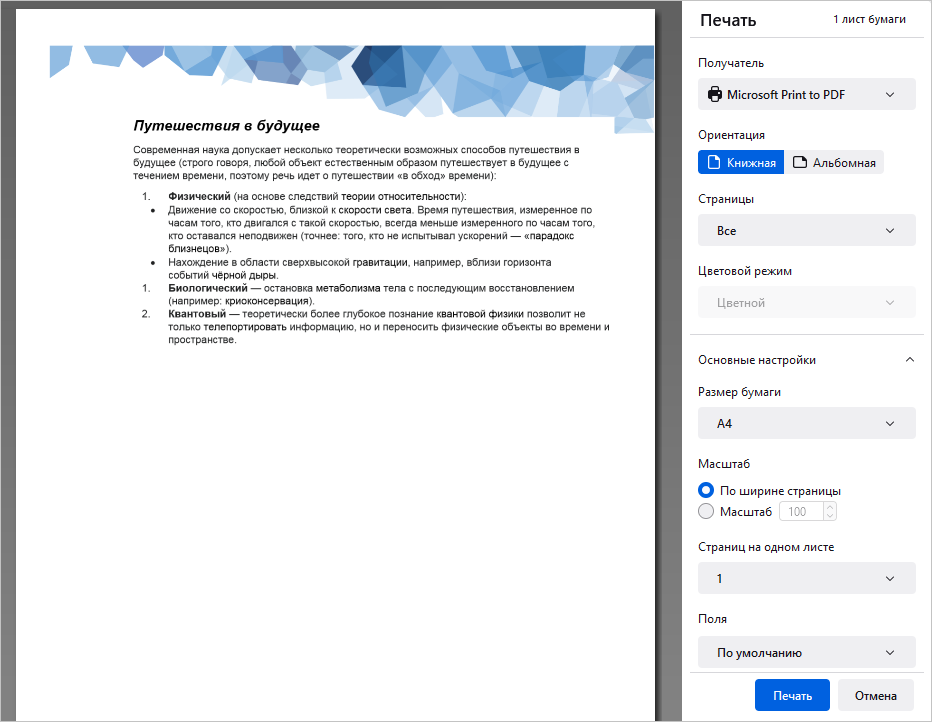 Путешествия в будущее
Современная наука допускает несколько теоретически возможных способов путешествия в
будущее (строго говоря, любой объект естественным образом путешествует в будущее с
течением времени, поэтому речь идет о путешествии «в обход» времени):
1. Физический (на основе следствий теории относительности):
• Движение со скоростью, близкой к скорости света. Время путешествия, измеренное по
часам того, кто двигался с такой скоростью, всегда меньше измеренного по часам того,
кто оставался неподвижен (точнее: того, кто не испытывал ускорений — «парадокс
близнецов»).
• Нахождение в области сверхвысокой гравитации, например, вблизи горизонта
событий чёрной дыры.
1. Биологический — остановка метаболизма тела с последующим восстановлением
(например: криоконсервация).
2. Квантовый — теоретически более глубокое познание квантовой физики позволит не
только телепортировать информацию, но и переносить физические объекты во времени и
пространстве.
Печать 1 лист бумаги
Получатель
Microsoft Print to PDF
Ориентация
Книжная Альбомная
Страницы
Все
Цветовой режим
Цветной
Основные настройки
Размер бумаги
A4
Масштаб
По ширине страницы
Масштаб 100
Страниц на одном листе
1
Поля
По умолчанию
Печать Отмена